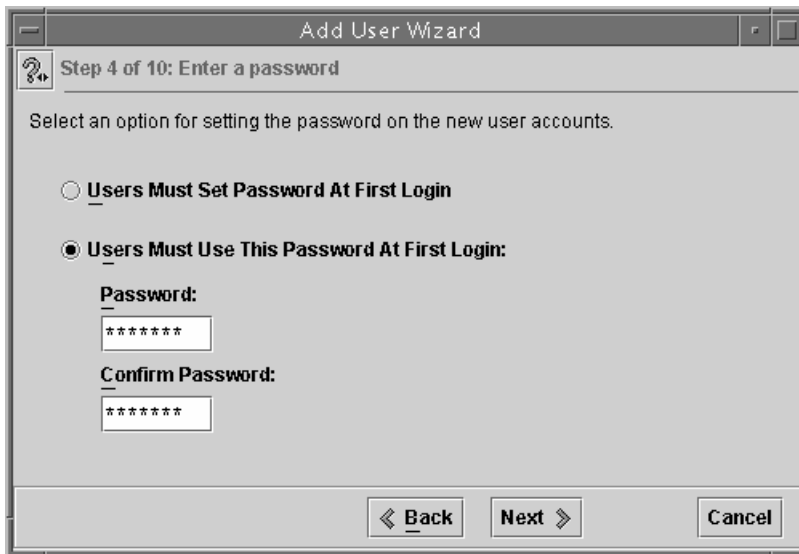 Add User Wizard
Step 4 of 10: Enter a password
Select an option for setting the password on the new user accounts.
Users Must Set Password At First Login
Users Must Use This Password At First Login:
Password:
*******
Confirm Password:
*******
Back Next Cancel